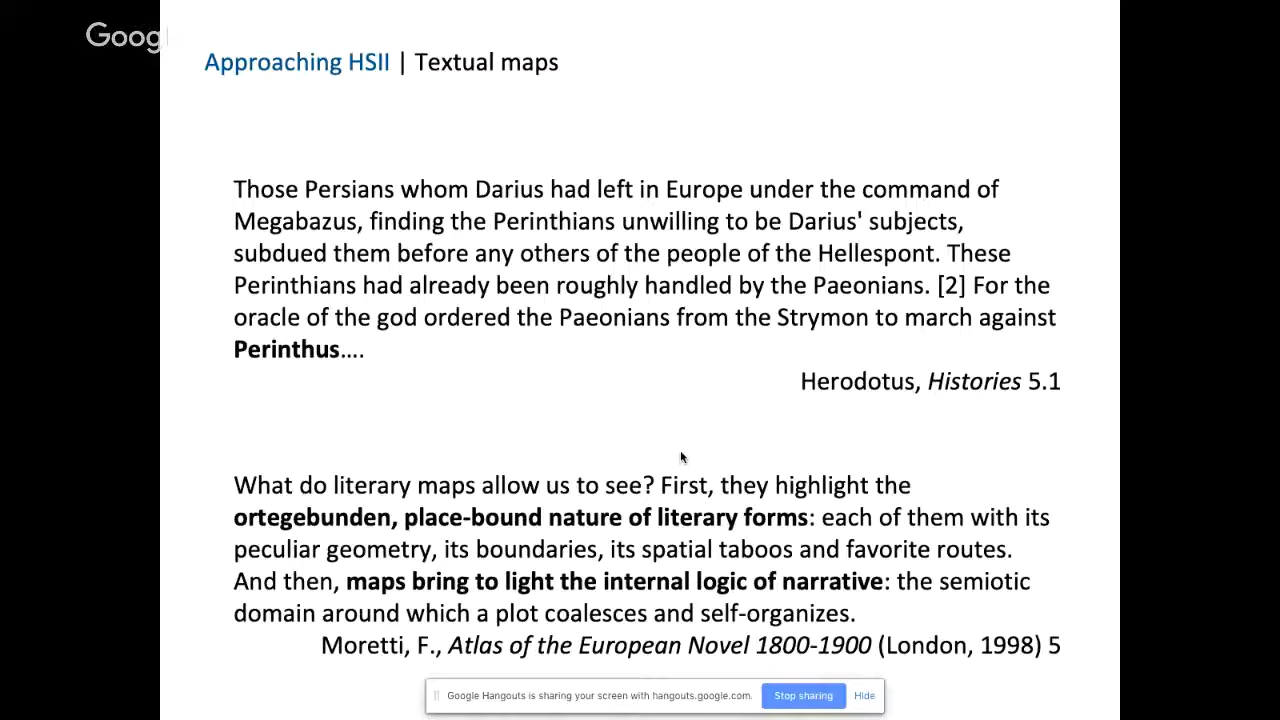 Goog
Approaching HSII | Textual maps
Those Persians whom Darius had left in Europe under the command of
Megabazus, finding the Perinthians unwilling to be Darius' subjects,
subdued them before any others of the people of the Hellespont. These
Perinthians had already been roughly handled by the Paeonians. [2] For the
oracle of the god ordered the Paeonians from the Strymon to march against
Perinthus....
Herodotus, Histories 5.1
What do literary maps allow us to see? First, they highlight the
ortegebunden, place-bound nature of literary forms: each of them with its
peculiar geometry, its boundaries, its spatial taboos and favorite routes.
And then, maps bring to light the internal logic of narrative: the semiotic
domain around which a plot coalesces and self-organizes.
Moretti, F., Atlas of the European Novel 1800-1900 (London, 1998) 5
Google Hangouts is sharing your screen with hangouts.google.com. Stop sharing Hide